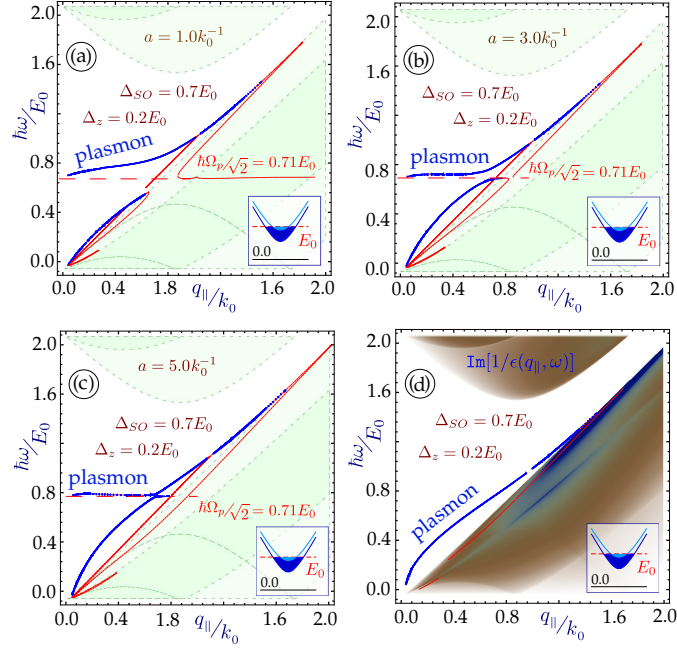 (a)
a = 1.0k₀⁻¹
Δ_SO = 0.7E₀
Δ_z = 0.2E₀
plasmon
ℏΩ_p/√2 = 0.71E₀
E₀
0.0
ℏω/E₀
2.0
1.6
1.2
0.8
0.4
0.0
0.0 0.4 0.8 1.2 1.6 2.0
q_||/k₀
(b)
a = 3.0k₀⁻¹
Δ_SO = 0.7E₀
Δ_z = 0.2E₀
plasmon
ℏΩ_p/√2 = 0.71E₀
E₀
0.0
ℏω/E₀
2.0
1.6
1.2
0.8
0.4
0.0
0.0 0.4 0.8 1.2 1.6 2.0
q_||/k₀
(c)
a = 5.0k₀⁻¹
Δ_SO = 0.7E₀
Δ_z = 0.2E₀
plasmon
ℏΩ_p/√2 = 0.71E₀
E₀
0.0
ℏω/E₀
2.0
1.6
1.2
0.8
0.4
0.0
0.0 0.4 1.8 1.2 1.6 2.0
q_||/k₀
(d)
Im[1/ϵ(q_||, ω)]
Δ_SO = 0.7E₀
Δ_z = 0.2E₀
plasmon
E₀
0.0
ℏω/E₀
2.0
1.6
1.2
0.8
0.4
0.0
0.0 0.4 0.8 1.2 1.6 2.0
q_||/k₀